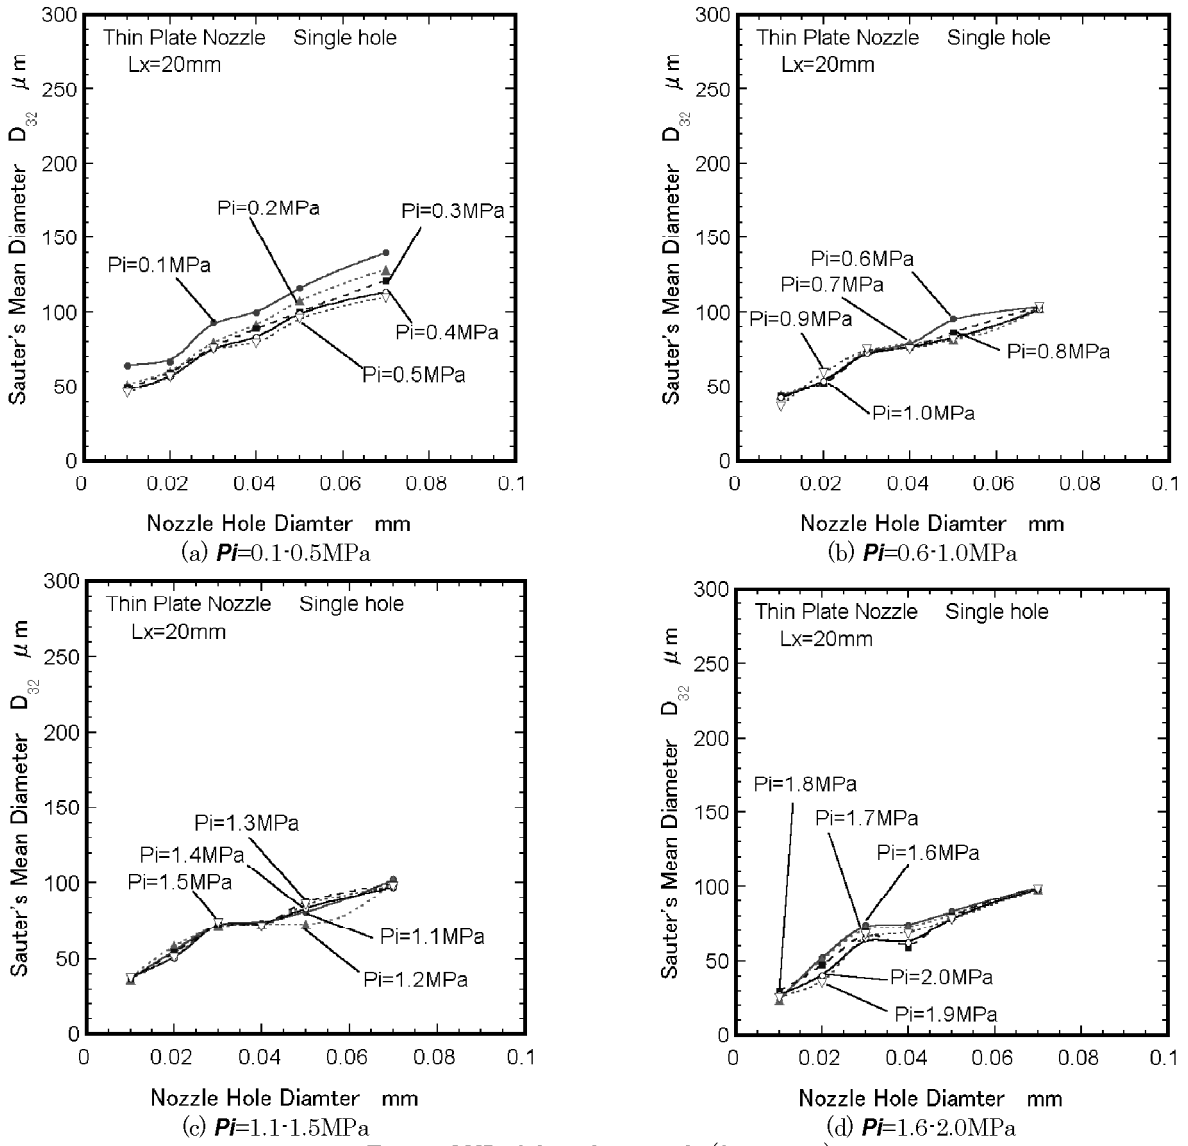 300
250
200
150
100
50
0
0
0.02
0.04
0.06
0.08
0.1
Sauter's Mean Diameter D32 μm
Thin Plate Nozzle Single hole
Lx=20mm
Pi=0.2MPa
Pi=0.3MPa
Pi=0.1MPa
Pi=0.4MPa
Pi=0.5MPa
Nozzle Hole Diamter mm
(a) Pi=0.1-0.5MPa
300
250
200
150
100
50
0
0
0.02
0.04
0.06
0.08
0.1
Sauter's Mean Diameter D32 μm
Thin Plate Nozzle Single hole
Lx=20mm
Pi=0.6MPa
Pi=0.7MPa
Pi=0.9MPa
Pi=0.8MPa
Pi=1.0MPa
Nozzle Hole Diamter mm
(b) Pi=0.6-1.0MPa
300
250
200
150
100
50
0
0
0.02
0.04
0.06
0.08
0.1
Sauter's Mean Diameter D32 μm
Thin Plate Nozzle Single hole
Lx=20mm
Pi=1.3MPa
Pi=1.4MPa
Pi=1.5MPa
Pi=1.1MPa
Pi=1.2MPa
Nozzle Hole Diamter mm
(c) Pi=1.1-1.5MPa
300
250
200
150
100
50
0
0
0.02
0.04
0.06
0.08
0.1
Sauter's Mean Diameter D32 μm
Thin Plate Nozzle Single hole
Lx=20mm
Pi=1.8MPa
Pi=1.7MPa
Pi=1.6MPa
Pi=2.0MPa
Pi=1.9MPa
Nozzle Hole Diamter mm
(d) Pi=1.6-2.0MPa